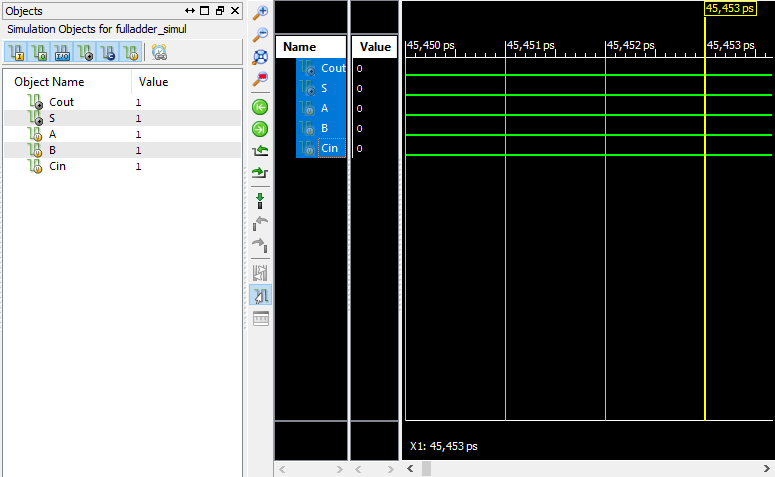 Objects
Simulation Objects for fulladder_simul
Object Name Value
Cout 1
S 1
A 1
B 1
Cin 1
45,453 ps
Name Value
45,450 ps 45,451 ps 45,452 ps 45,453 ps
Cout 0
S 0
A 0
B 0
Cin 0
X1: 45,453 ps